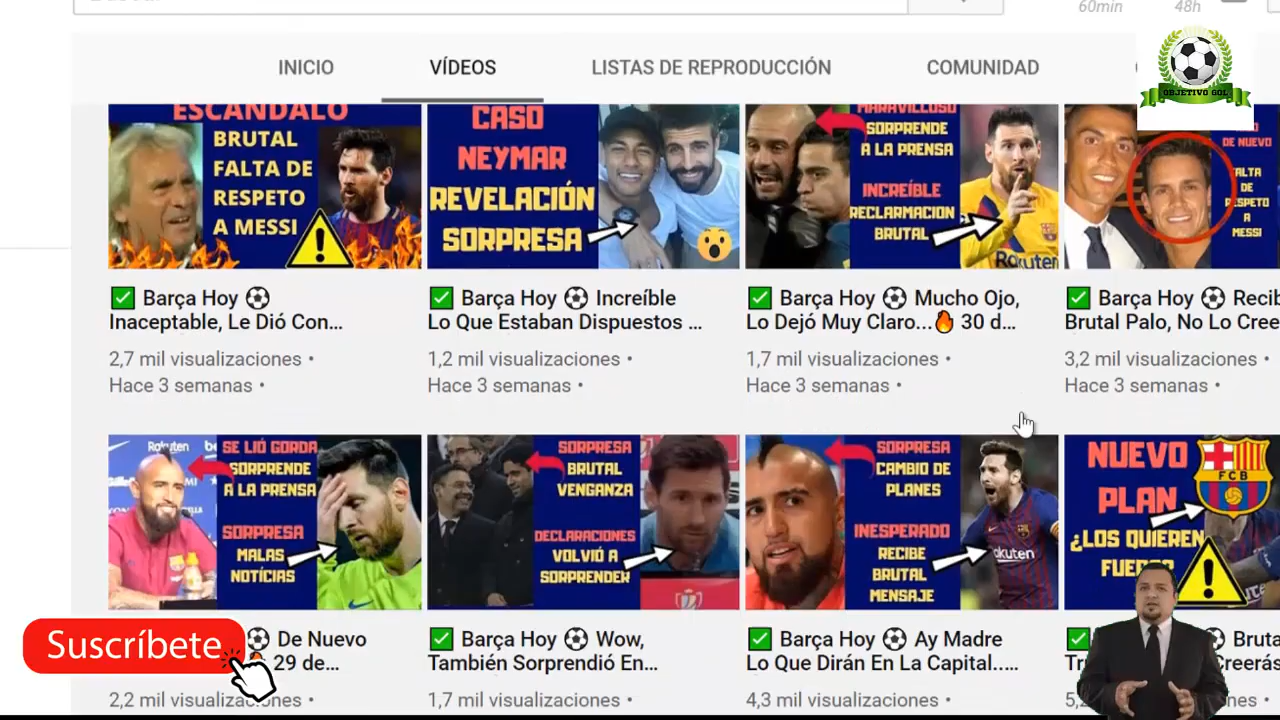 60min
48h
INICIO
VÍDEOS
LISTAS DE REPRODUCCIÓN
COMUNIDAD
OBJETIVO GOL
ESCÁNDALO
BRUTAL
FALTA DE
RESPETO
A MESSI
CASO
NEYMAR
REVELACIÓN
SORPRESA
MARAVILLOSO
SORPRENDE
A LA PRENSA
INCREÍBLE
RECLARMACION
BRUTAL
Rakuten
DE NUEVO
FALTA
DE
RESPETO
A
MESSI
✅ Barça Hoy ⚽
Inaceptable, Le Dió Con...
2,7 mil visualizaciones •
Hace 3 semanas •
✅ Barça Hoy ⚽ Increíble
Lo Que Estaban Dispuestos ...
1,2 mil visualizaciones •
Hace 3 semanas •
✅ Barça Hoy ⚽ Mucho Ojo,
Lo Dejó Muy Claro...🔥 30 d...
1,7 mil visualizaciones •
Hace 3 semanas •
✅ Barça Hoy ⚽ Recib
Brutal Palo, No Lo Cree
3,2 mil visualizaciones •
Hace 3 semanas •
Rakuten
SE LIÓ GORDA
SORPRENDE
A LA PRENSA
SORPRESA
MALAS
NOTÍCIAS
SORPRESA
BRUTAL
VENGANZA
DECLARACIONES
VOLVIÓ A
SORPRENDER
SORPRESA
CAMBIO DE
PLANES
INESPERADO
RECIBE
BRUTAL
MENSAJE
Rakuten
NUEVO
PLAN
¿LOS QUIEREN
FCB
Suscríbete
⚽ De Nuevo
29 de...
2,2 mil visualizaciones •
✅ Barça Hoy ⚽ Wow,
También Sorprendió En...
1,7 mil visualizaciones •
✅ Barça Hoy ⚽ Ay Madre
Lo Que Dirán En La Capital.…
4,3 mil visualizaciones •
Bruta
Creerás